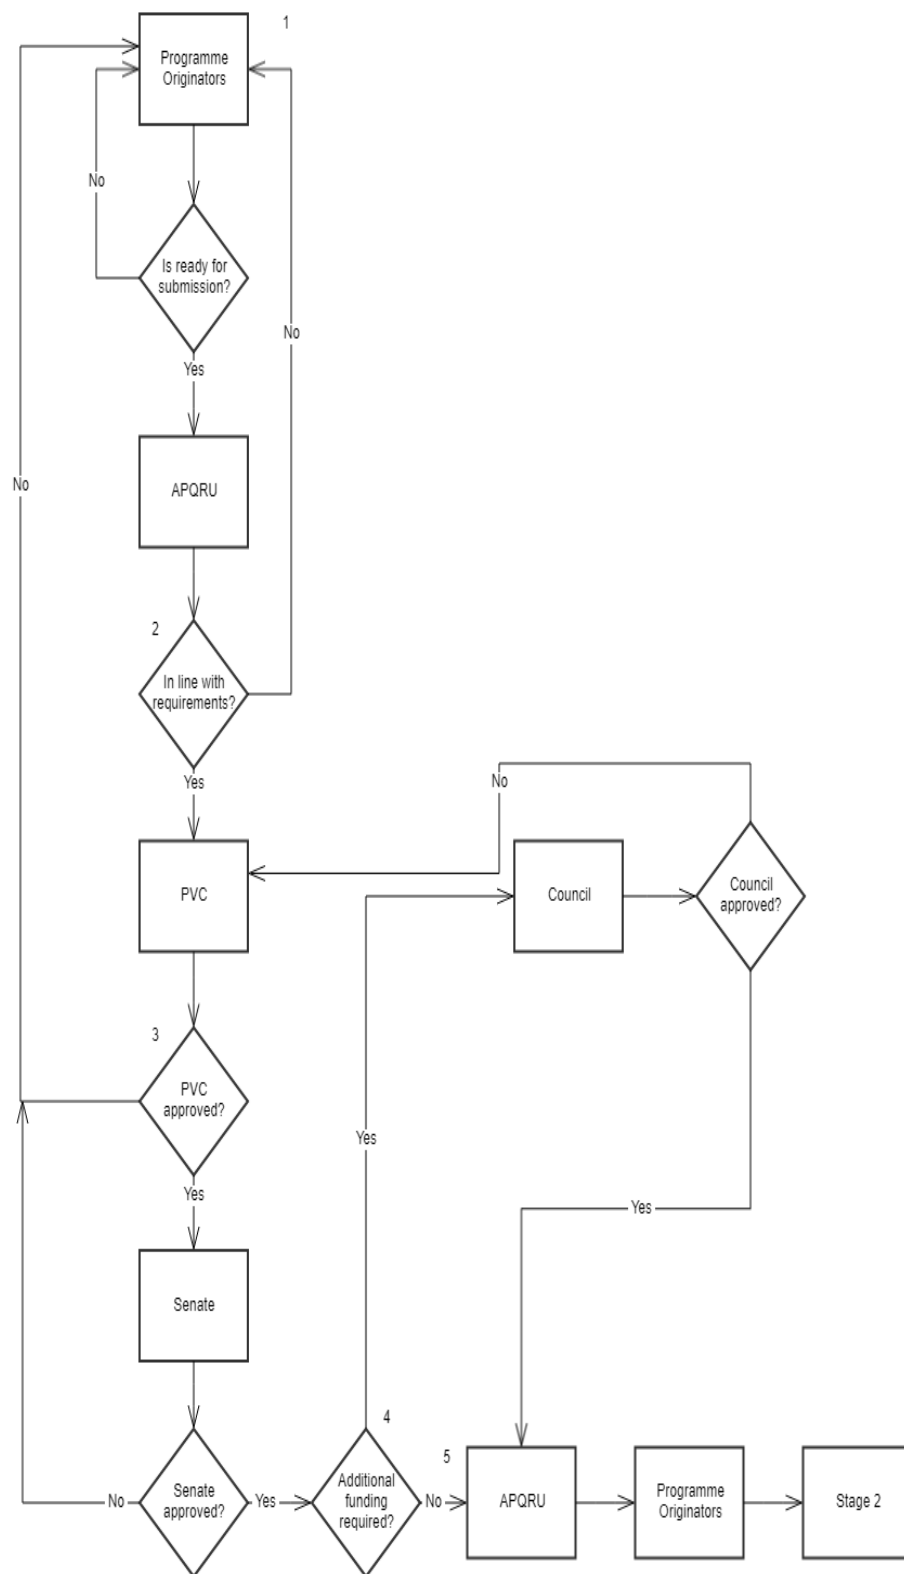 1
Programme
Originators
No
Is ready for
submission?
No
Yes
No
APQRU
2
In line with
requirements?
Yes
No
PVC
Council
Council
approved?
3
PVC
approved?
Yes
Yes
Yes
Senate
4
5
Senate
approved?
No
Yes
Additional
funding
required?
No
APQRU
Programme
Originators
Stage 2